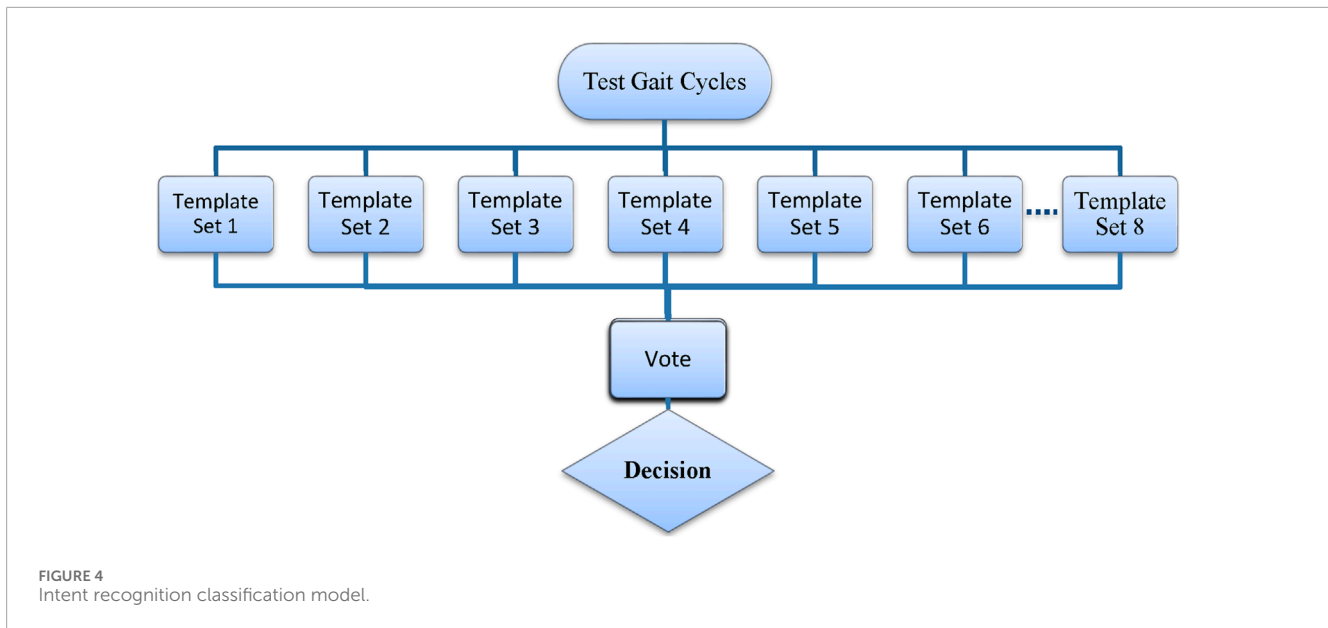 Test Gait Cycles
Template
Set 1
Template
Set 2
Template
Set 3
Template
Set 4
Template
Set 5
Template
Set 6
Template
Set 8
Vote
Decision
FIGURE 4
Intent recognition classification model.